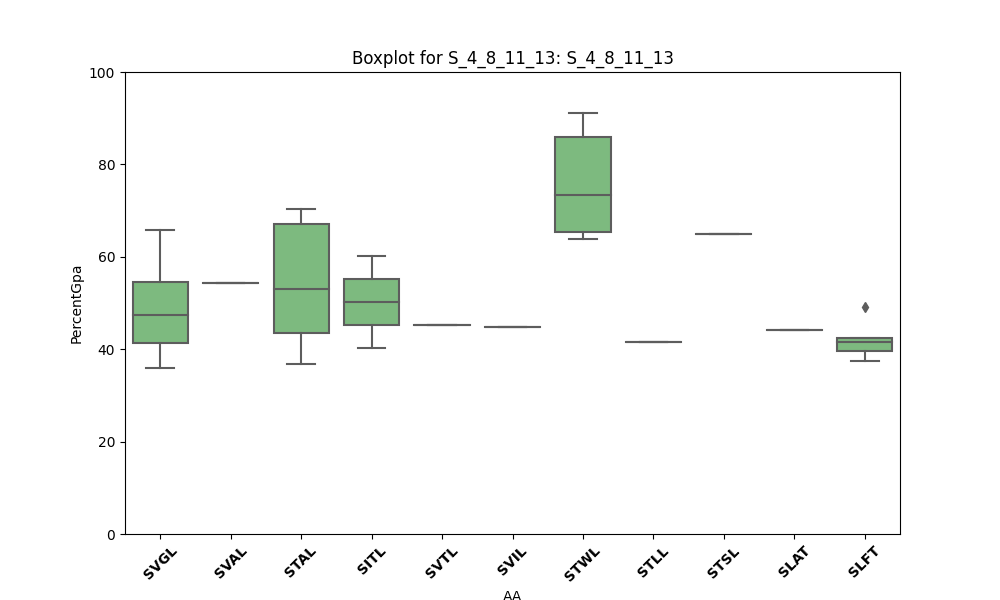 Boxplot for S_4_8_11_13: S_4_8_11_13
100
80
60
40
20
0
PercentGpa
SVGL SVAL STAL SITL SVTL SVIL STWL STLL STSL SLAT SLFT
AA